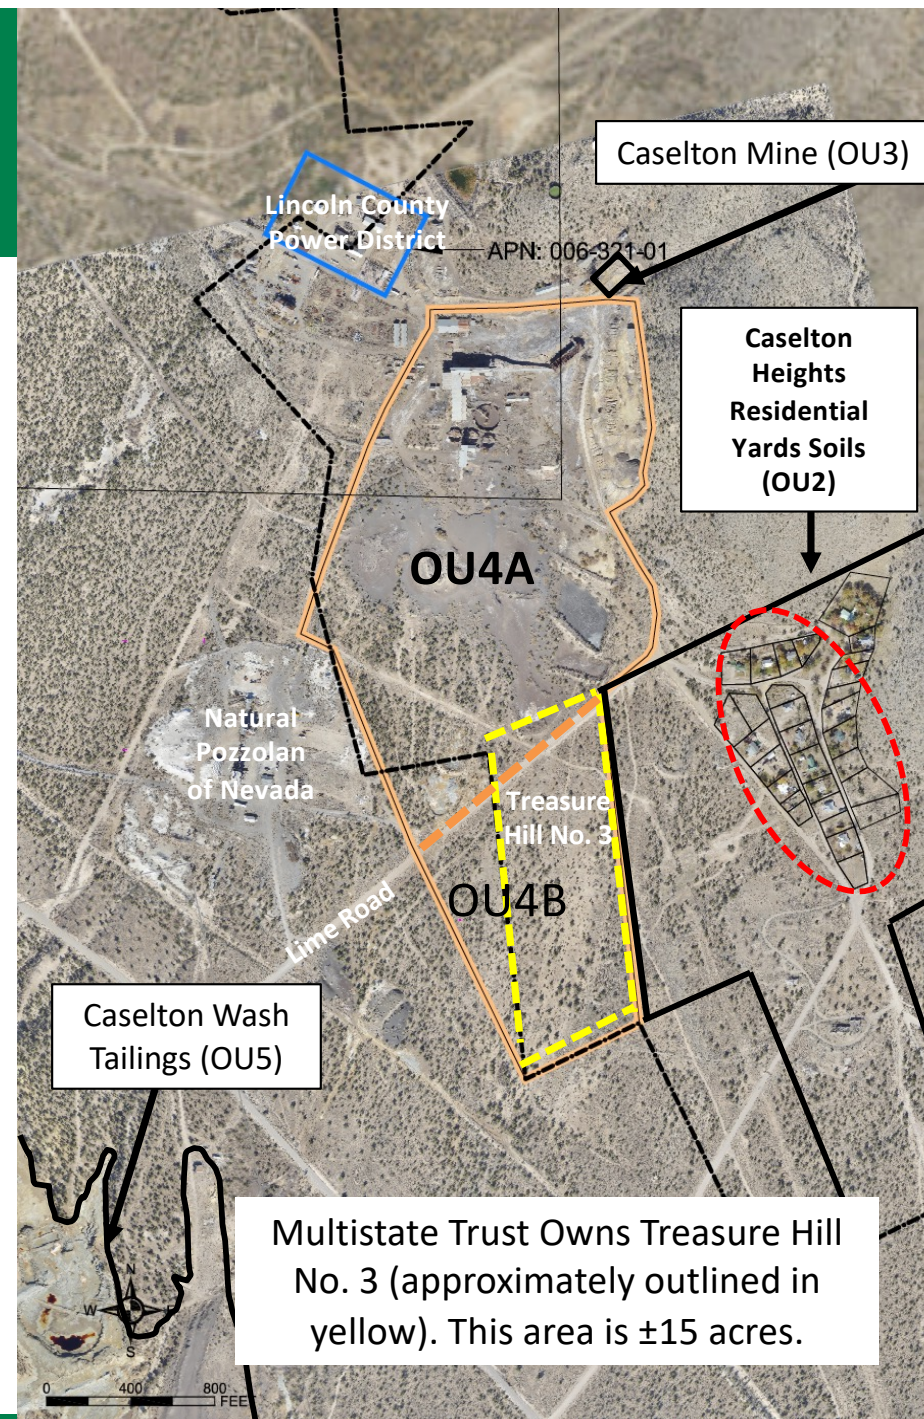 Caselton Mine (OU3)
Lincoln County
Power District
APN: 006-321-01
Caselton
Heights
Residential
Yards Soils
(OU2)
OU4A
Natural
Pozzolan
of Nevada
Treasure
Hill No. 3
OU4B
Lime Road
Caselton Wash
Tailings (OU5)
Multistate Trust Owns Treasure Hill
No. 3 (approximately outlined in
yellow). This area is ±15 acres.
N
W E
S
0 400 800
FEET